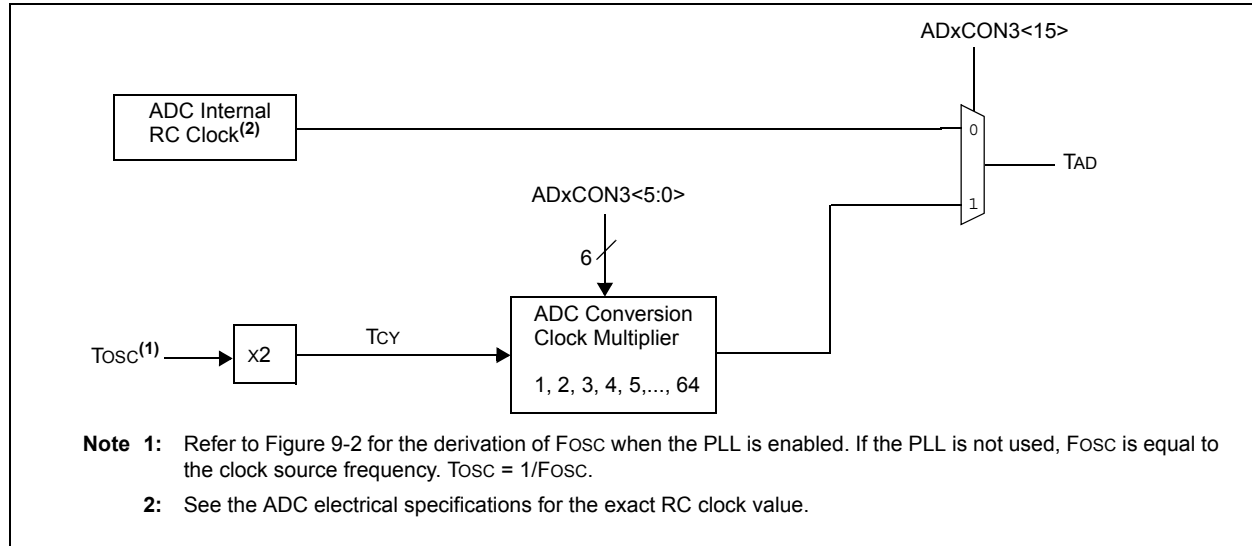 ADxCON3<15>
ADC Internal
RC Clock(2)
0
TAD
ADxCON3<5:0>
1
6
ADC Conversion
Clock Multiplier
TOSC(1)
X2
TCY
1, 2, 3, 4, 5,..., 64
Note 1: Refer to Figure 9-2 for the derivation of FOSC when the PLL is enabled. If the PLL is not used, FOSC is equal to
the clock source frequency. TOSC = 1/FOSC.
2: See the ADC electrical specifications for the exact RC clock value.